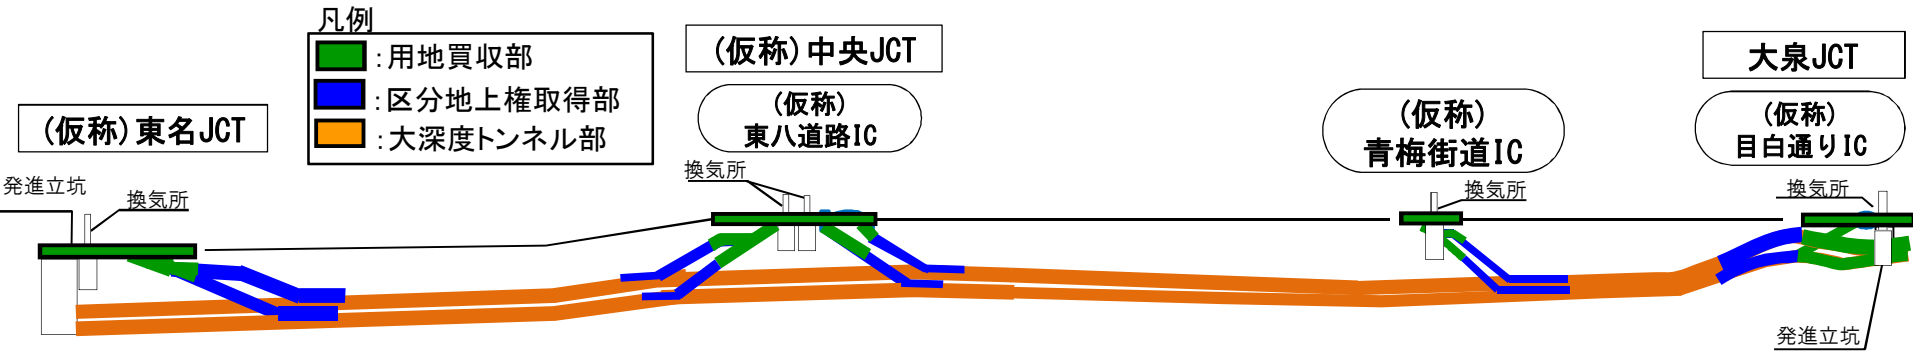 凡例
:用地買収部
:区分地上権取得部
:大深度トンネル部
(仮称)東名JCT
発進立坑
換気所
(仮称)中央JCT
(仮称)
東八道路IC
換気所
(仮称)
青梅街道IC
換気所
大泉JCT
(仮称)
目白通りIC
換気所
発進立坑